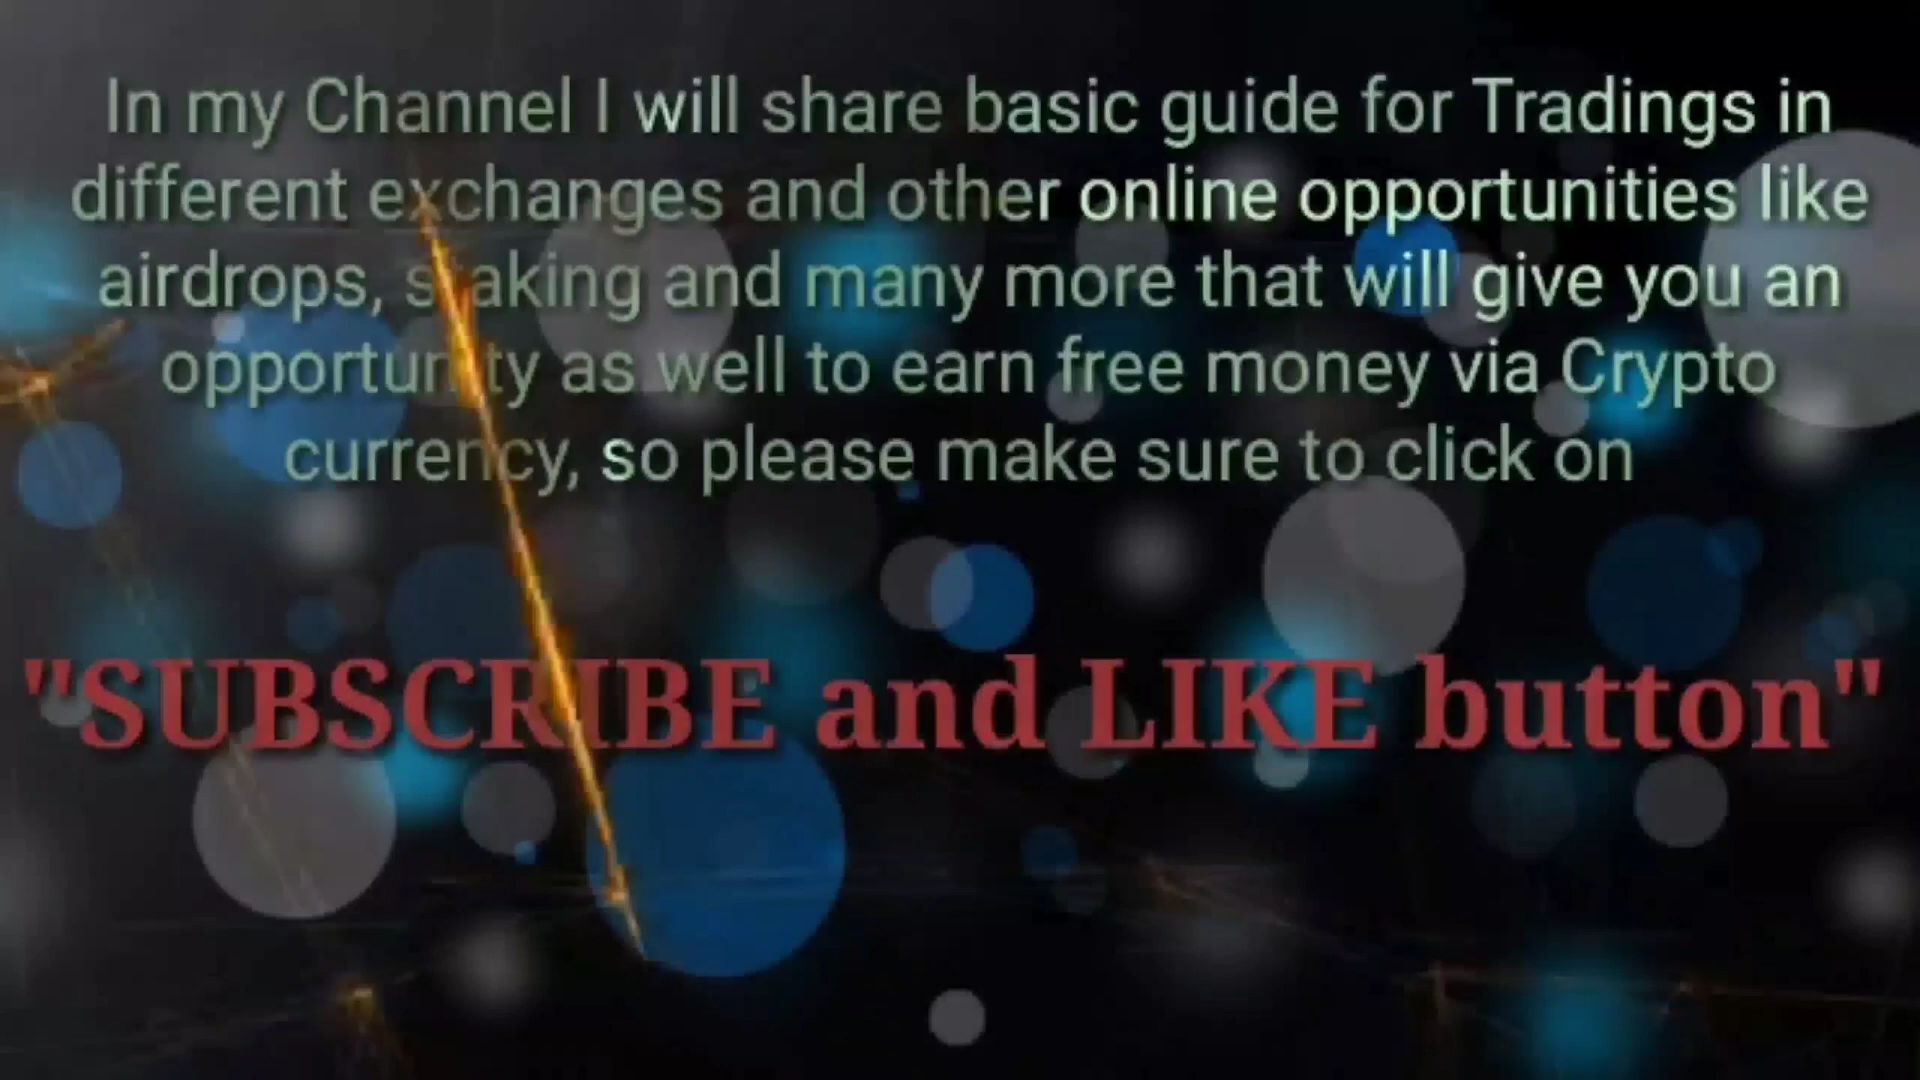 In my Channel I will share basic guide for Tradings in
different exchanges and other online opportunities like
airdrops, staking and many more that will give you an
opportunity as well to earn free money via Crypto
currency, so please make sure to click on
"SUBSCRIBE and LIKE button"